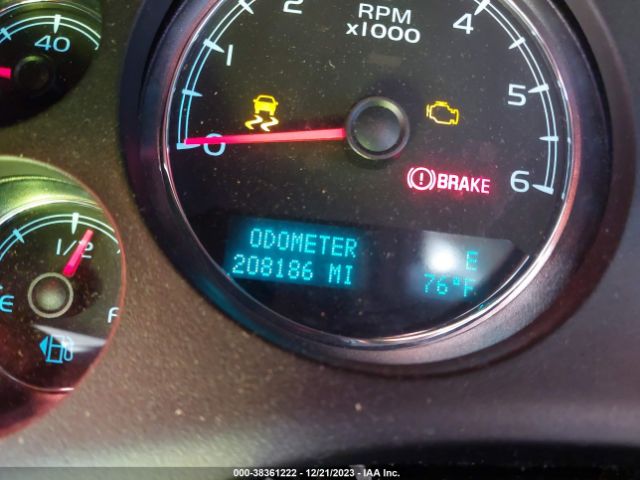 40
RPM
x1000
0
1
2
4
5
6
BRAKE
1/2
E
F
ODOMETER
208186 MI
E
76°F
000-38361222 - 12/21/2023 - IAA Inc.